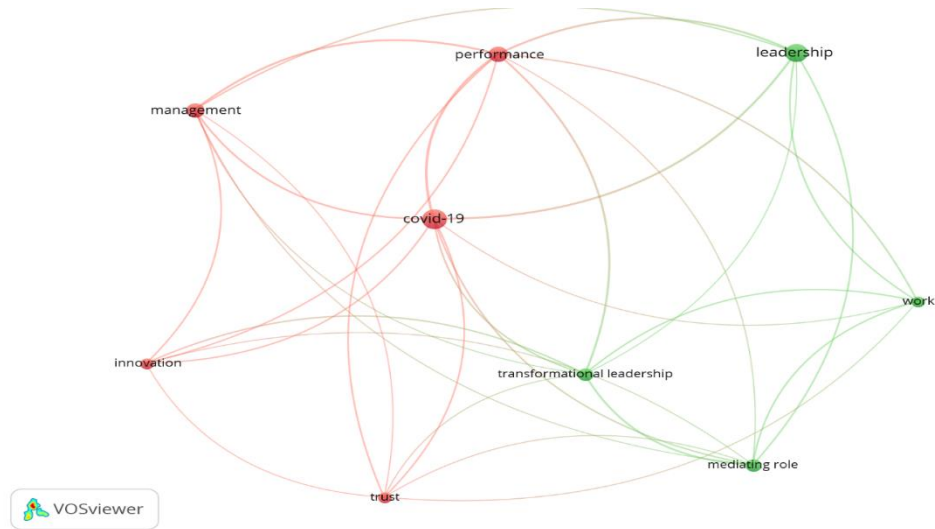 performance
leadership
management
covid-19
work
innovation
transformational leadership
mediating role
trust
VOSviewer